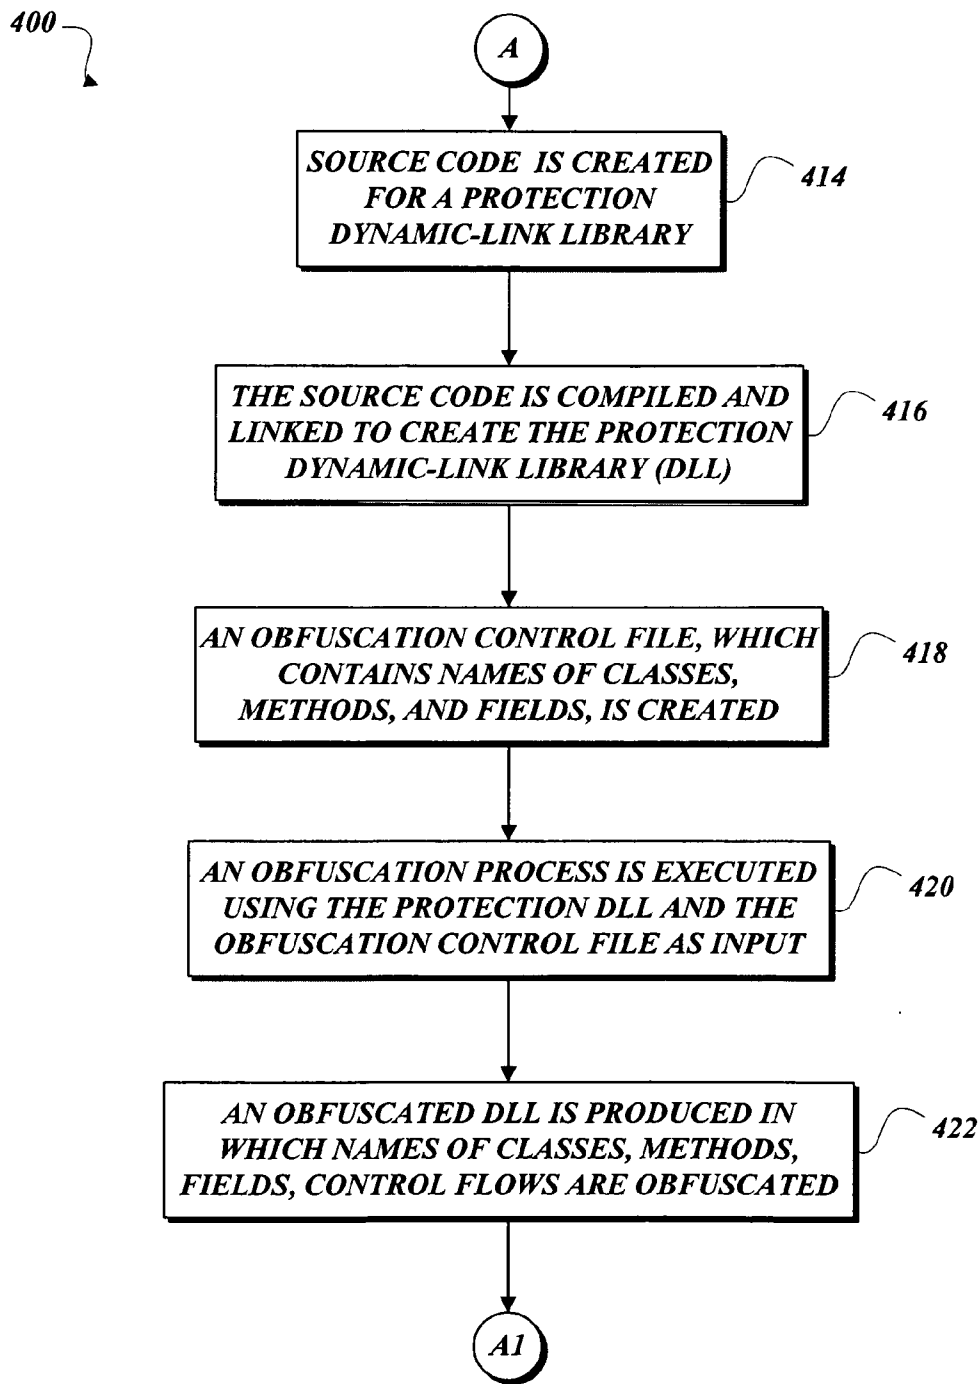 400
A
SOURCE CODE IS CREATED
FOR A PROTECTION
DYNAMIC-LINK LIBRARY
414
THE SOURCE CODE IS COMPILED AND
LINKED TO CREATE THE PROTECTION
DYNAMIC-LINK LIBRARY (DLL)
416
AN OBFUSCATION CONTROL FILE, WHICH
CONTAINS NAMES OF CLASSES,
METHODS, AND FIELDS, IS CREATED
418
AN OBFUSCATION PROCESS IS EXECUTED
USING THE PROTECTION DLL AND THE
OBFUSCATION CONTROL FILE AS INPUT
420
AN OBFUSCATED DLL IS PRODUCED IN
WHICH NAMES OF CLASSES, METHODS,
FIELDS, CONTROL FLOWS ARE OBFUSCATED
422
A1